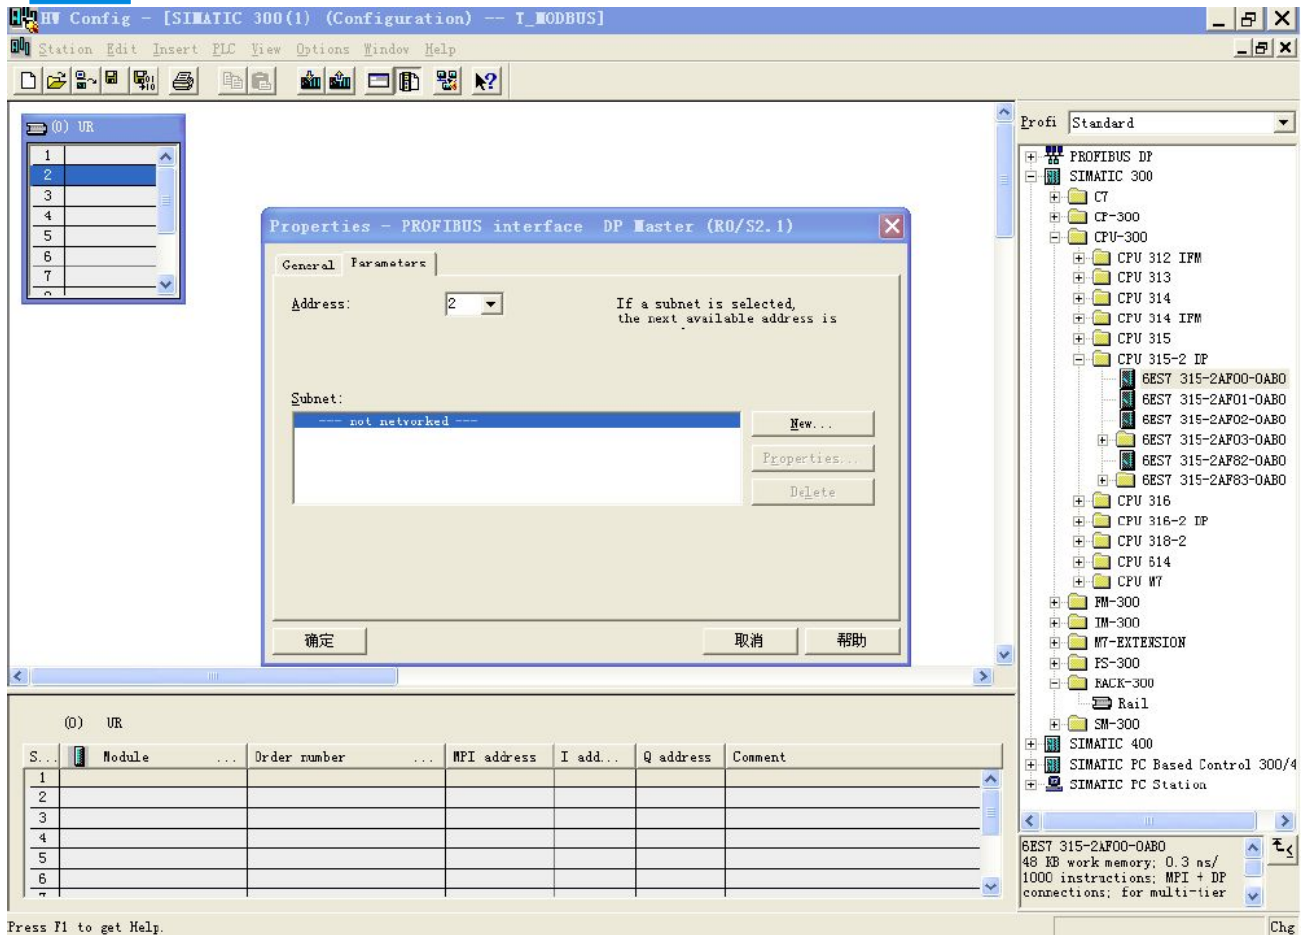 HW Config - [SIMATIC 300(1) (Configuration) -- T_MODBUS]
Station Edit Insert PLC View Options Window Help
(0) UR
1
2
3
4
5
6
7
Properties - PROFIBUS interface DP Master (R0/S2.1)
General Parameters
Address: 2
If a subnet is selected,
the next available address is
Subnet:
--- not networked ---
New...
Properties...
Delete
确定 取消 帮助
Profi Standard
PROFIBUS DP
SIMATIC 300
C7
CP-300
CPU-300
CPU 312 IFM
CPU 313
CPU 314
CPU 314 IFM
CPU 315
CPU 315-2 DP
6ES7 315-2AF00-0AB0
6ES7 315-2AF01-0AB0
6ES7 315-2AF02-0AB0
6ES7 315-2AF03-0AB0
6ES7 315-2AF82-0AB0
6ES7 315-2AF83-0AB0
CPU 316
CPU 316-2 DP
CPU 318-2
CPU 614
CPU M7
FM-300
IM-300
M7-EXTENSION
PS-300
RACK-300
Rail
SM-300
SIMATIC 400
SIMATIC PC Based Control 300/4
SIMATIC PC Station
6ES7 315-2AF00-0AB0
48 KB work memory; 0.3 ms/
1000 instructions; MPI + DP
connections; for multi-tier
(0) UR
S... Module ... Order number ... MPI address I add... Q address Comment
1
2
3
4
5
6
Press F1 to get Help.
Chg